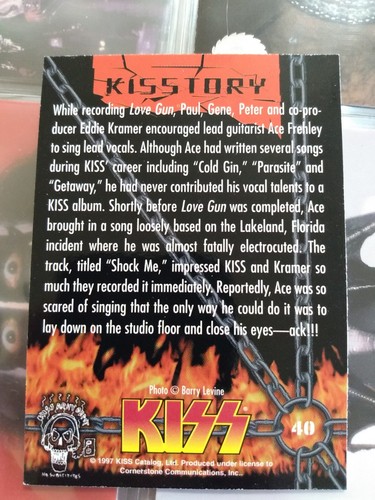 KISSTORY
While recording Love Gun, Paul, Gene, Peter and co-pro-
ducer Eddie Kramer encouraged lead guitarist Ace Frehley
to sing lead vocals. Although Ace had written several songs
during KISS' career including "Cold Gin," "Parasite" and
"Getaway," he had never contributed his vocal talents to a
KISS album. Shortly before Love Gun was completed, Ace
brought in a song loosely based on the Lakeland, Florida
incident where he was almost fatally electrocuted. The
track, titled "Shock Me," impressed KISS and Kramer so
much they recorded it immediately. Reportedly, Ace was so
scared of singing that the only way he could do it was to
lay down on the studio floor and close his eyes—ack!!!
Photo © Barry Levine
KISS
40
© 1997 KISS Catalog, Ltd. Produced under license to
Cornerstone Communications, Inc.